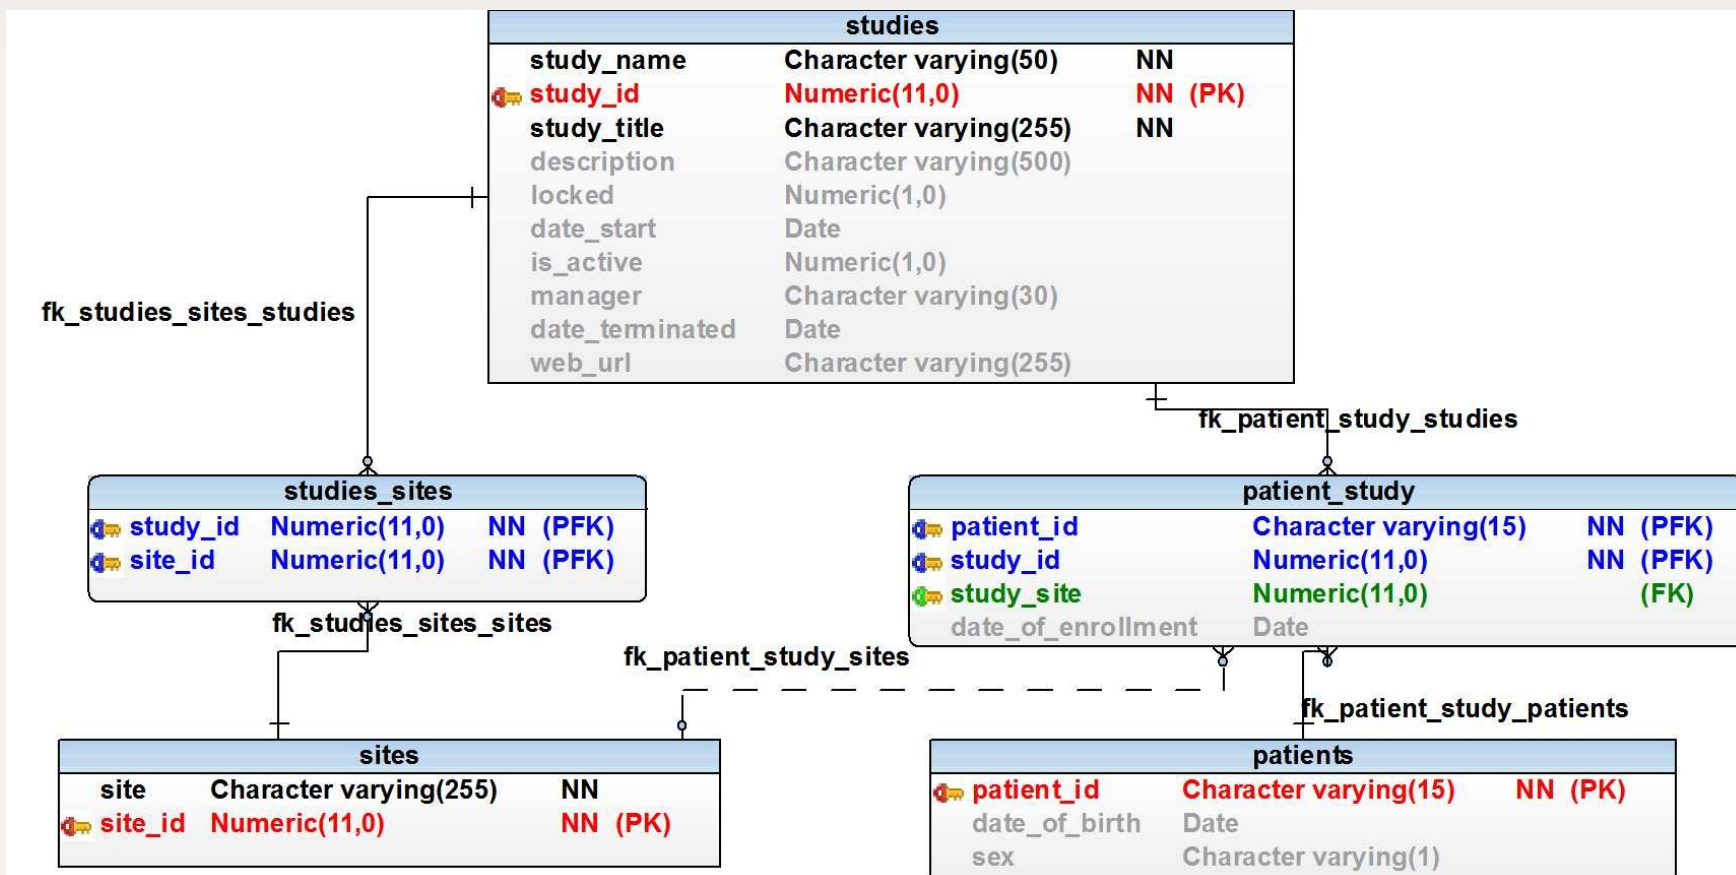 studies
study_name Character varying(50) NN
study_id Numeric(11,0) NN (PK)
study_title Character varying(255) NN
description Character varying(500)
locked Numeric(1,0)
date_start Date
is_active Numeric(1,0)
manager Character varying(30)
date_terminated Date
web_url Character varying(255)
fk_studies_sites_studies
fk_patient_study_studies
studies_sites
study_id Numeric(11,0) NN (PFK)
site_id Numeric(11,0) NN (PFK)
patient_study
patient_id Character varying(15) NN (PFK)
study_id Numeric(11,0) NN (PFK)
study_site Numeric(11,0) (FK)
date_of_enrollment Date
fk_studies_sites_sites
fk_patient_study_sites
fk_patient_study_patients
sites
site Character varying(255) NN
site_id Numeric(11,0) NN (PK)
patients
patient_id Character varying(15) NN (PK)
date_of_birth Date
sex Character varying(1)